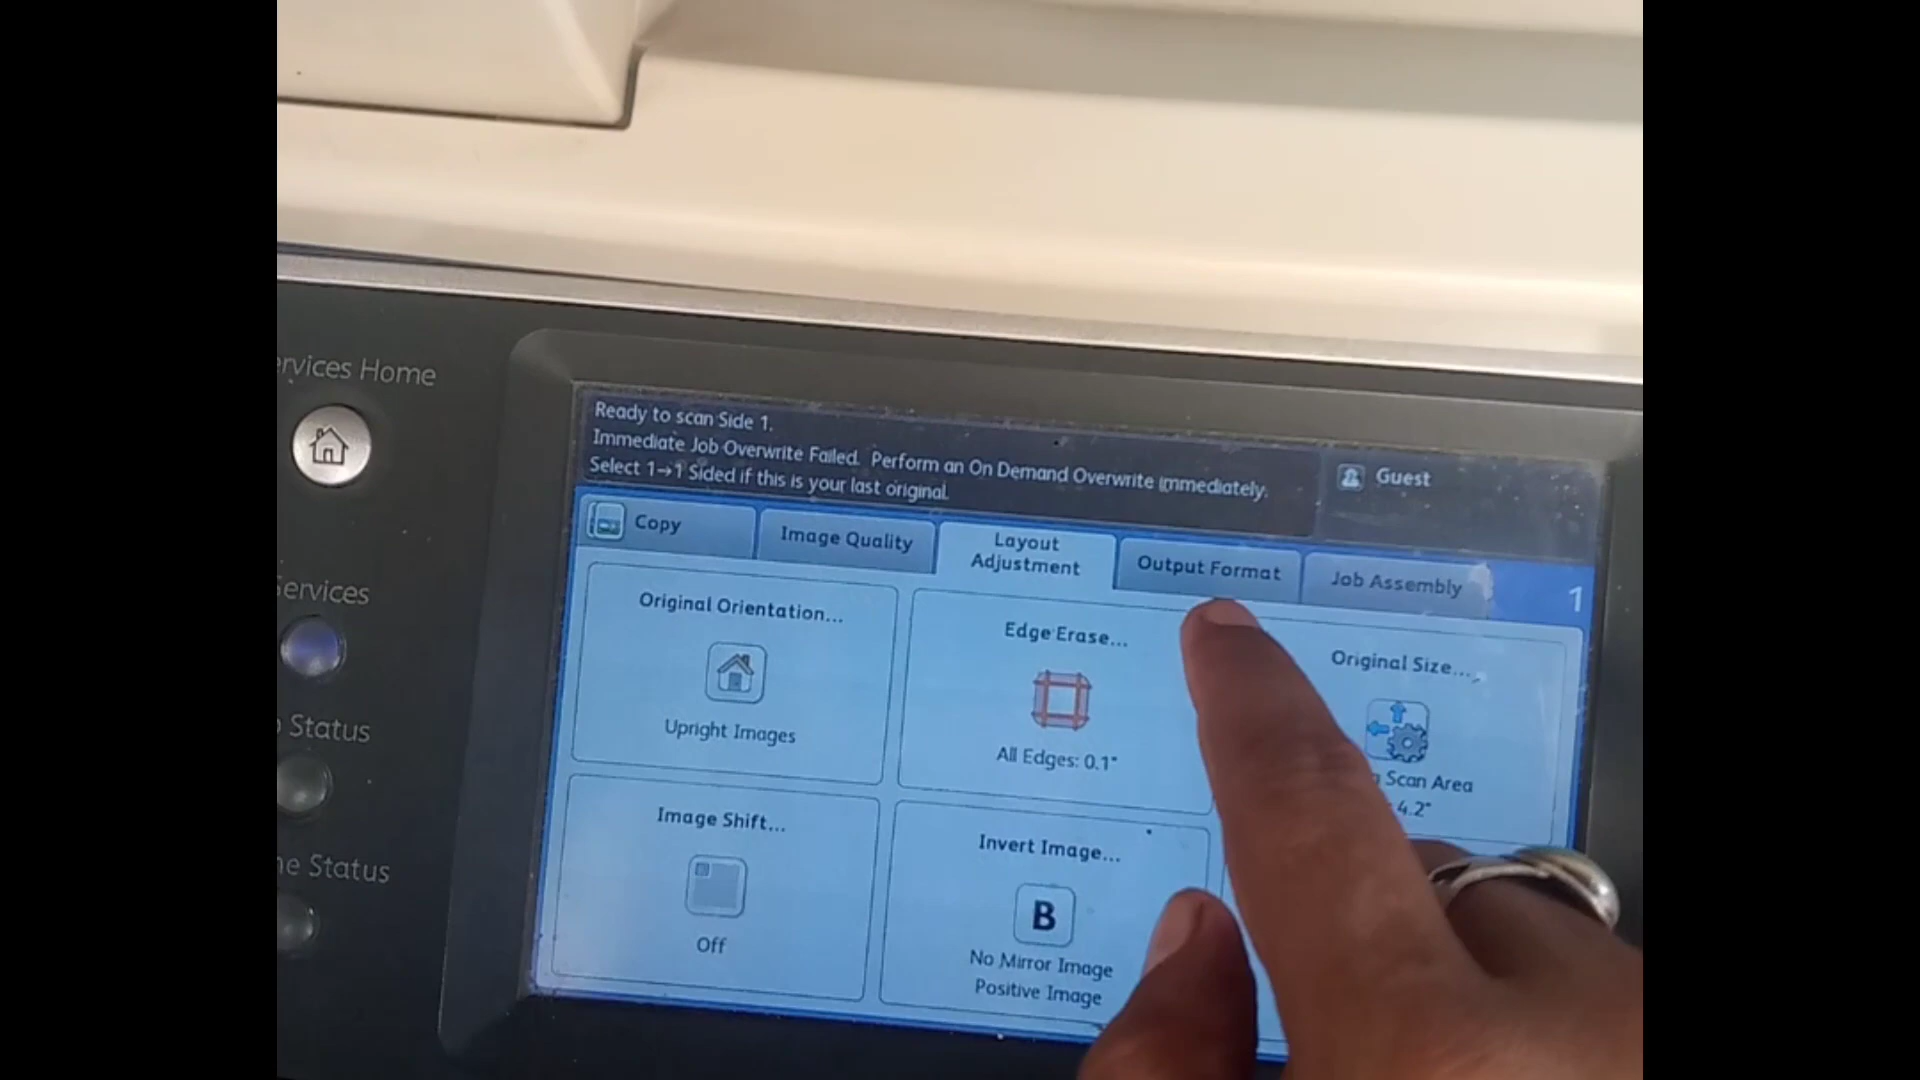 Services Home
Services
Status
Status
Ready to scan Side 1.
Immediate Job Overwrite Failed. Perform an On Demand Overwrite immediately.
Select 1→1 Sided if this is your last original.
Guest
Copy
Image Quality
Layout
Adjustment
Output Format
Job Assembly
1
Original Orientation...
Upright Images
Edge Erase...
All Edges: 0.1"
Original Size...
Scan Area
4.2"
Image Shift...
Off
Invert Image...
B
No Mirror Image
Positive Image